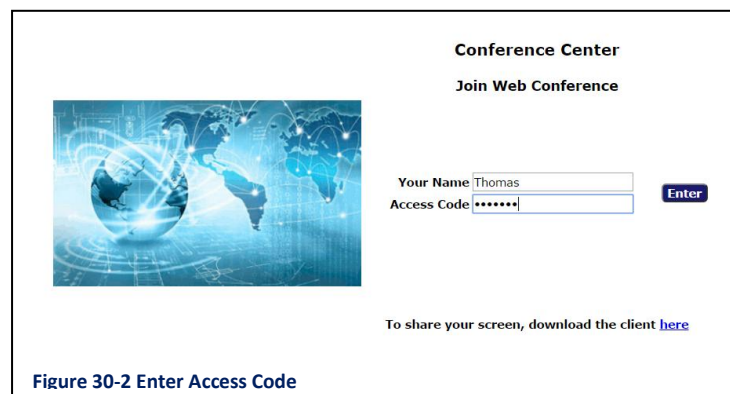 Conference Center
Join Web Conference
Your Name Thomas
Access Code •••••••
Enter
To share your screen, download the client here
Figure 30-2 Enter Access Code